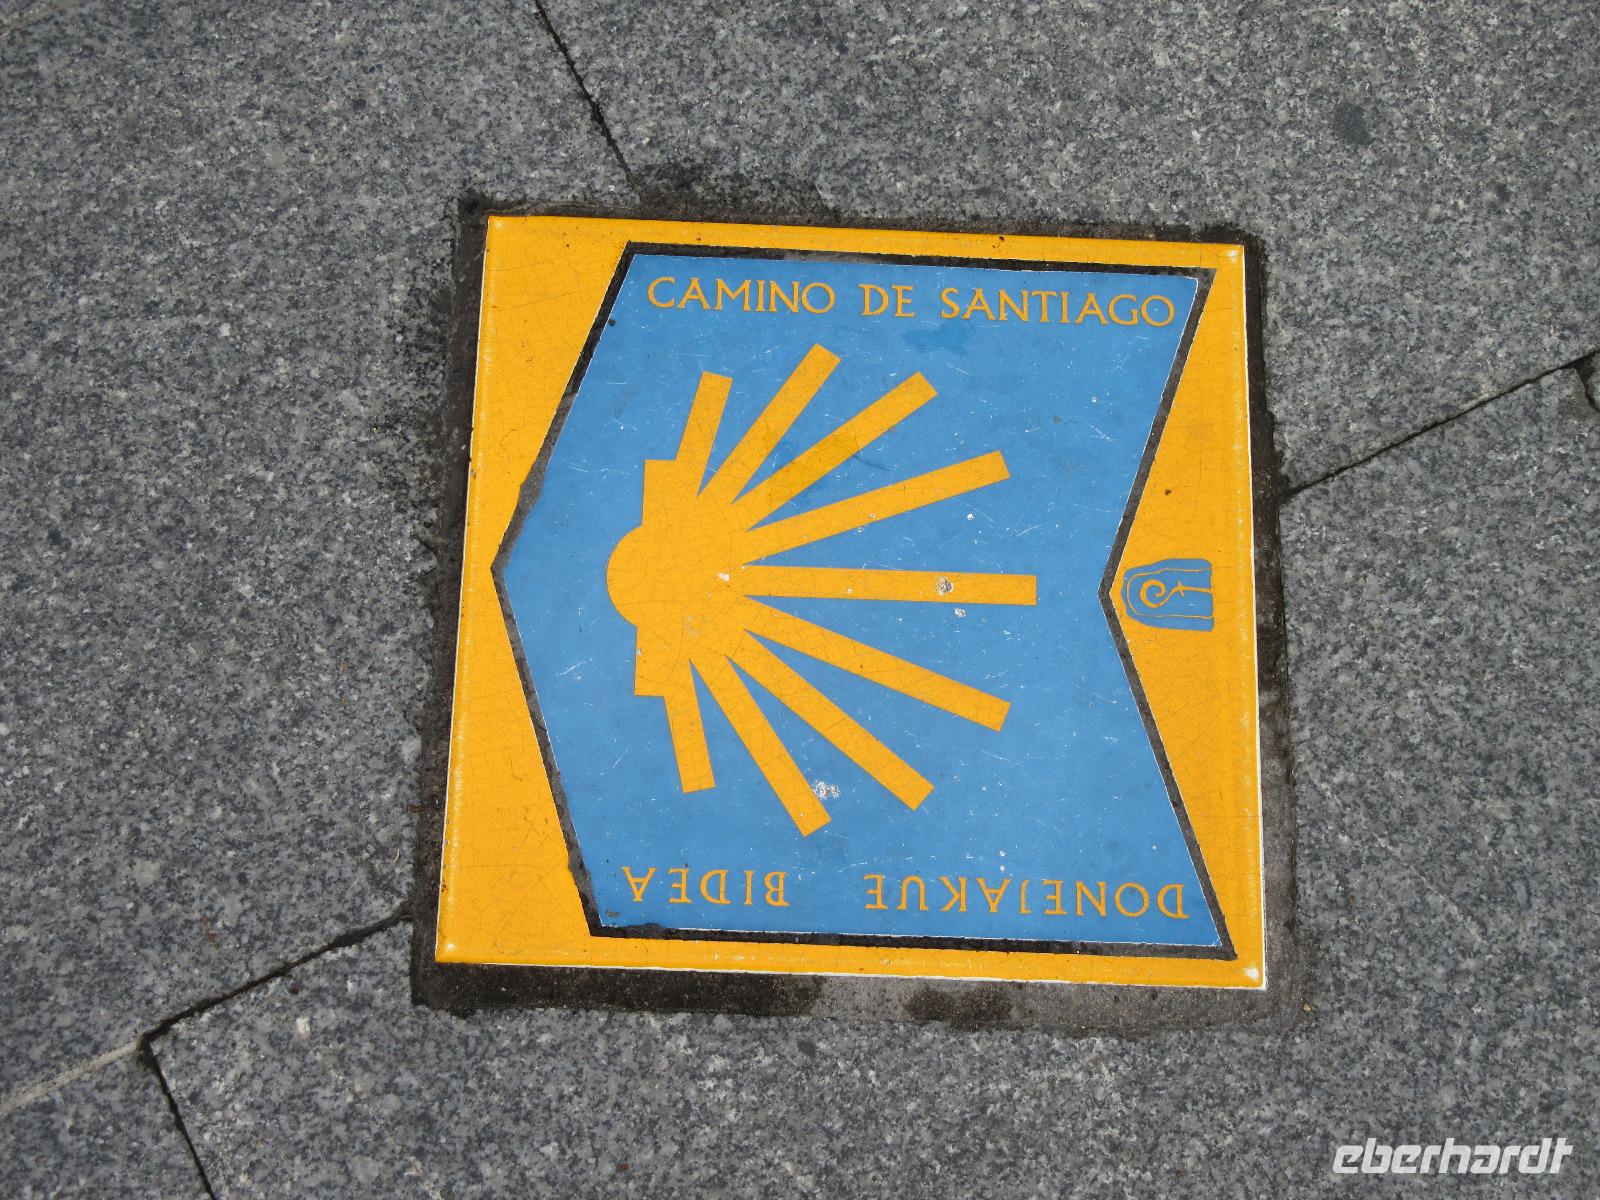 CAMINO DE SANTIAGO
DONEJAKUE BIDEA
eberhardt